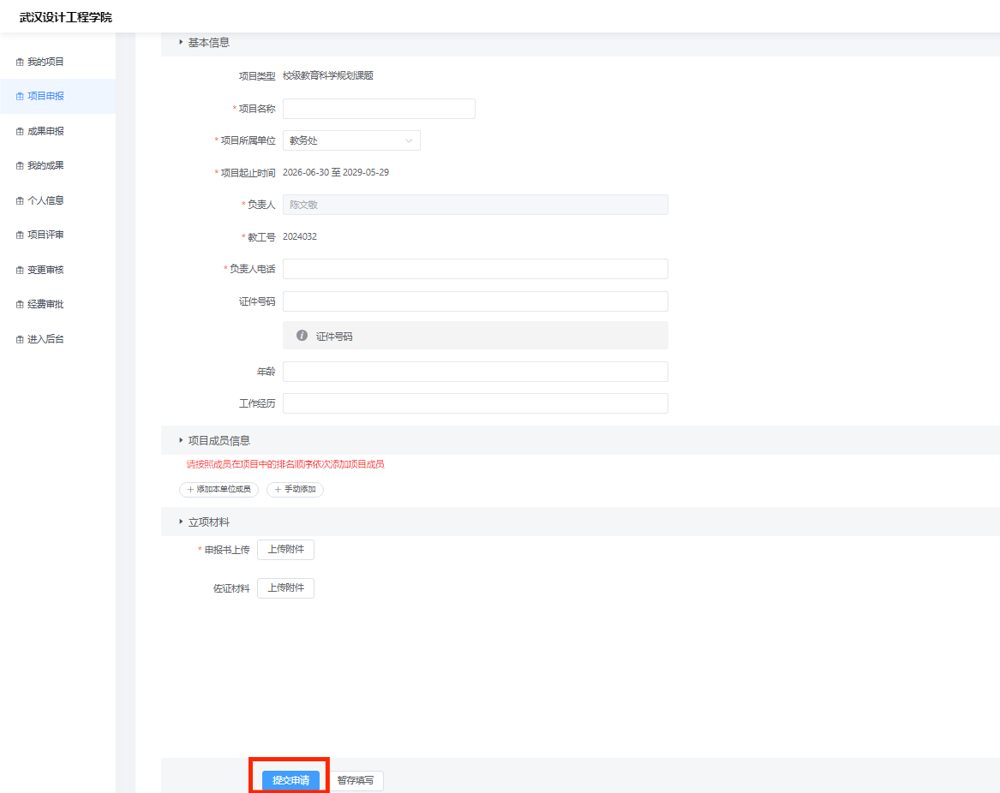 武汉设计工程学院
我的项目
项目申报
成果申报
我的成果
个人信息
项目评审
变更审核
经费审批
进入后台
基本信息
项目类型 校级教育科学规划课题
* 项目名称
* 项目所属单位 教务处
* 项目起止时间 2026-06-30 至 2029-05-29
* 负责人 陈文敬
* 教工号 2024032
* 负责人电话
证件号码
证件号码
年龄
工作经历
项目成员信息
请按照成员在项目中的排名顺序依次添加项目成员
+ 添加本单位成员 + 手动添加
立项材料
* 申报书上传 上传附件
佐证材料 上传附件
提交申请 暂存填写